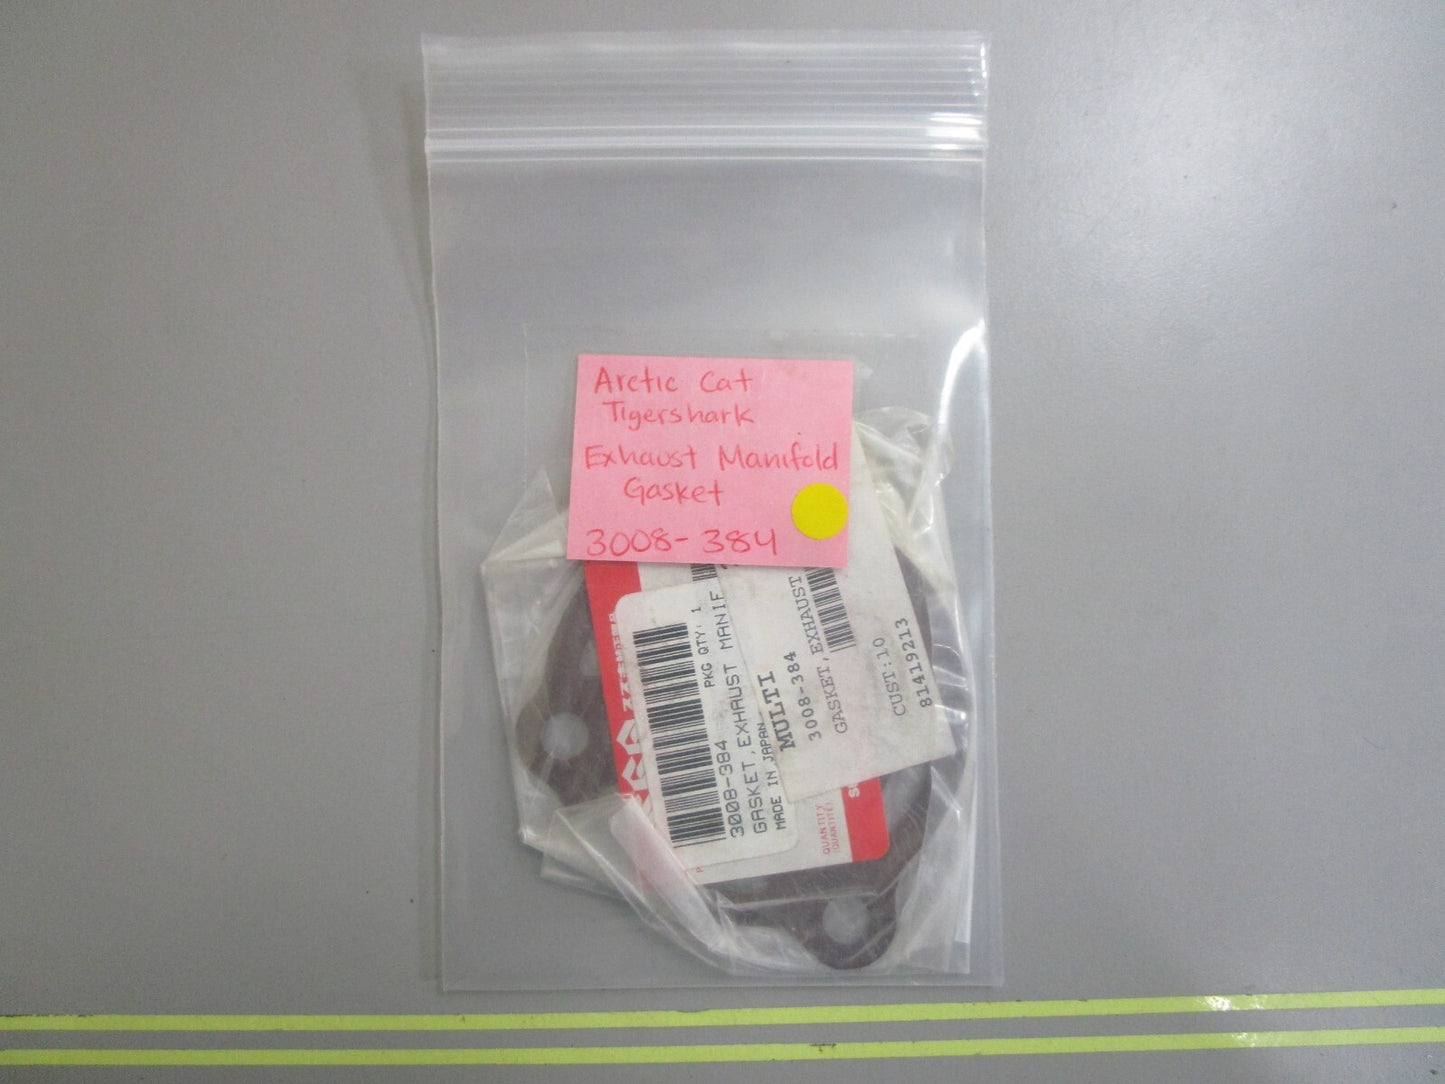 Arctic Cat
Tigershark
Exhaust Manifold
Gasket
3008-384
PKG QTY: 1
3008-384
GASKET, EXHAUST MANIF
MADE IN JAPAN
MULTI
3008-384
GASKET, EXHAUST
CUST:10
81419213
QUANTITY